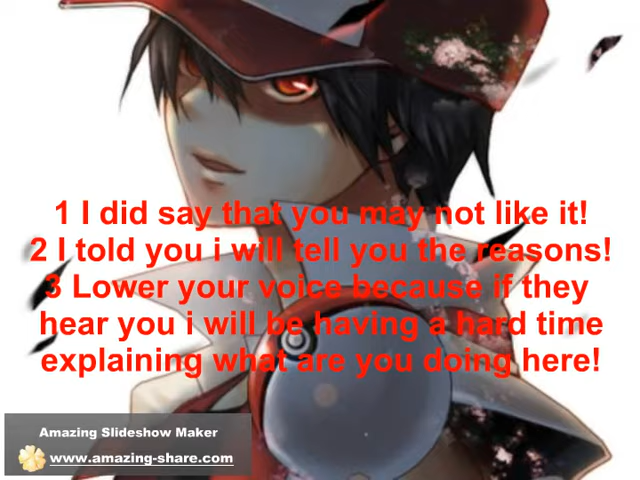 1 I did say that you may not like it!
2 I told you i will tell you the reasons!
3 Lower your voice because if they
hear you i will be having a hard time
explaining what are you doing here!
Amazing Slideshow Maker
www.amazing-share.com